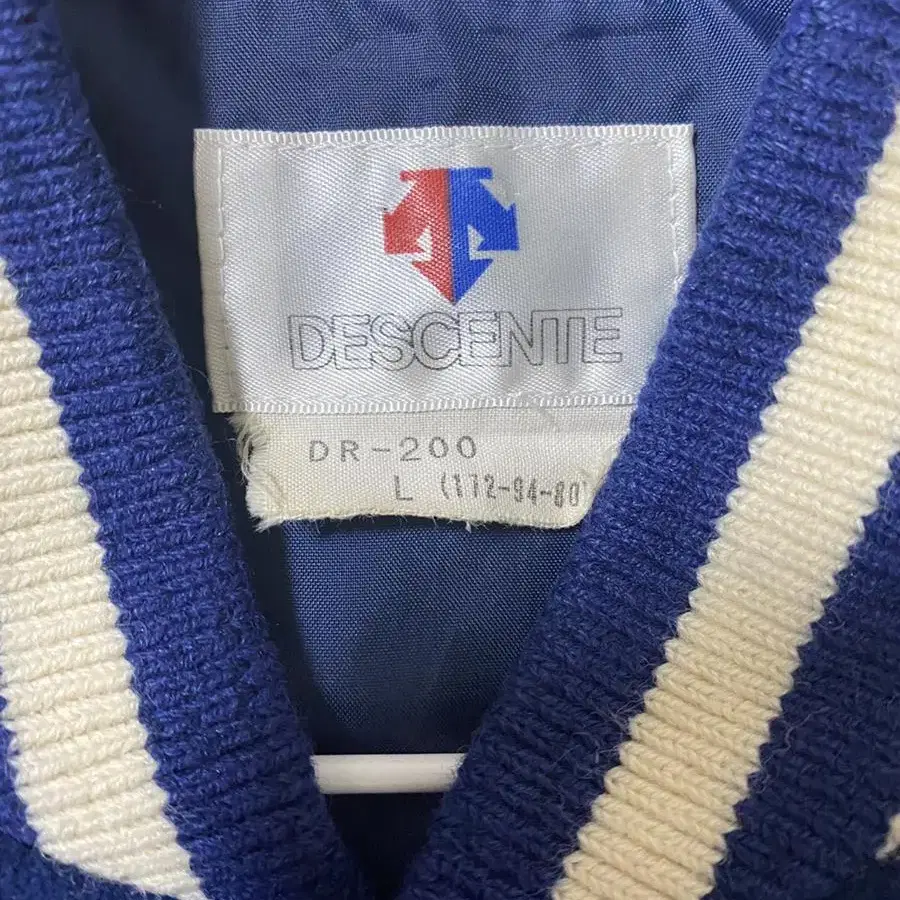 DESCENTE
DR-200
L (172-94-80)